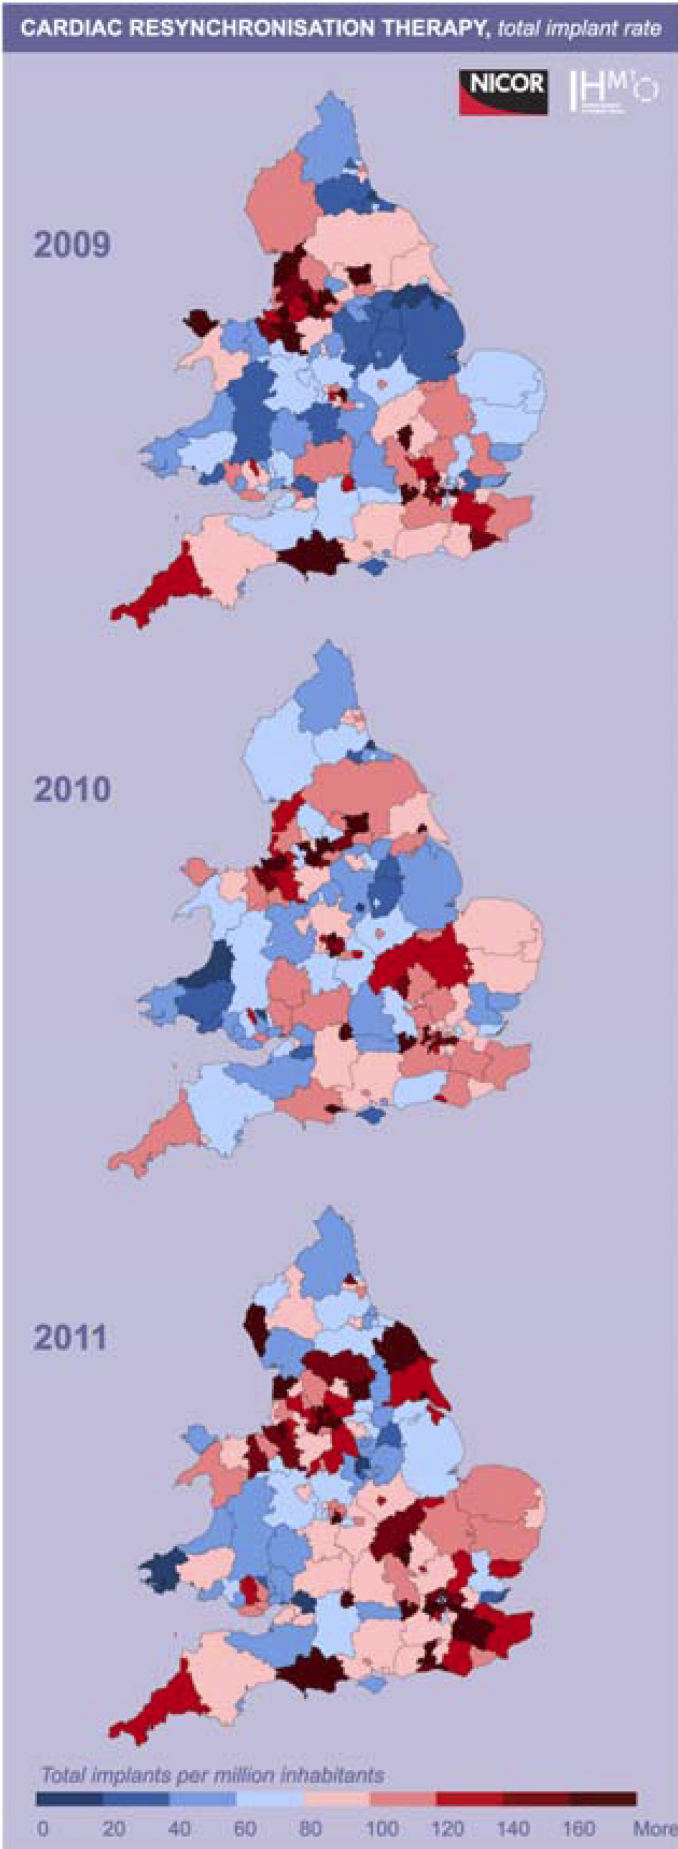 CARDIAC RESYNCHRONISATION THERAPY, total implant rate
NICOR
HMTO
2009
2010
2011
Total implants per million inhabitants
0 20 40 60 80 100 120 140 160 More